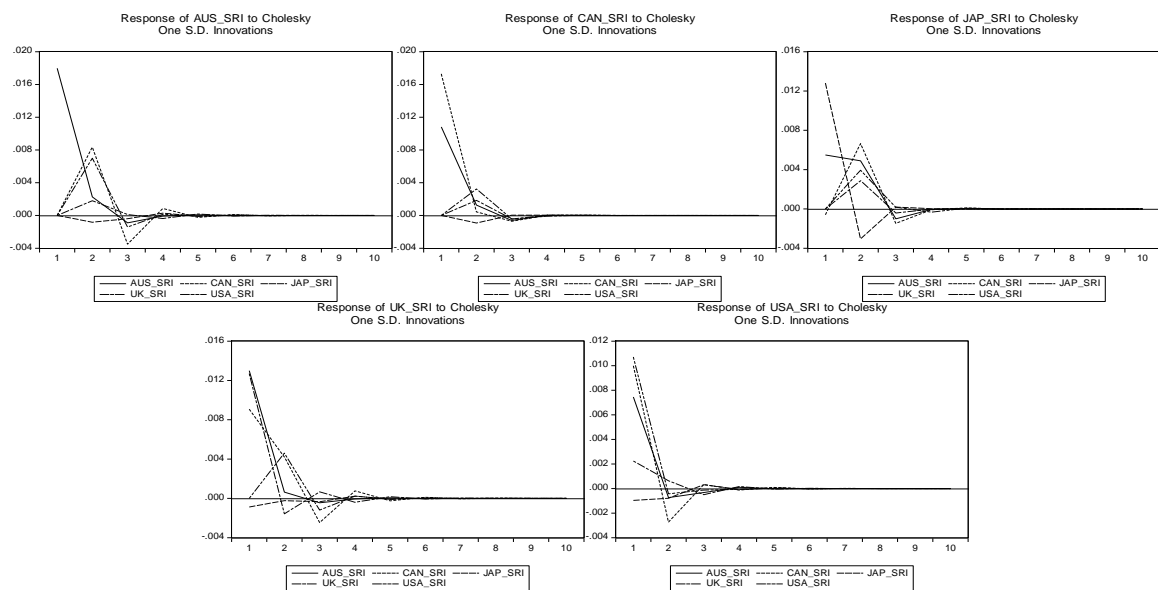 Response of AUS_SRI to Cholesky
One S.D. Innovations
.020
.016
.012
.008
.004
.000
-.004
1 2 3 4 5 6 7 8 9 10
AUS_SRI CAN_SRI JAP_SRI
UK_SRI USA_SRI
Response of CAN_SRI to Cholesky
One S.D. Innovations
.020
.016
.012
.008
.004
.000
-.004
1 2 3 4 5 6 7 8 9 10
AUS_SRI CAN_SRI JAP_SRI
UK_SRI USA_SRI
Response of JAP_SRI to Cholesky
One S.D. Innovations
.016
.012
.008
.004
.000
-.004
1 2 3 4 5 6 7 8 9 10
AUS_SRI CAN_SRI JAP_SRI
UK_SRI USA_SRI
Response of UK_SRI to Cholesky
One S.D. Innovations
.016
.012
.008
.004
.000
-.004
1 2 3 4 5 6 7 8 9 10
AUS_SRI CAN_SRI JAP_SRI
UK_SRI USA_SRI
Response of USA_SRI to Cholesky
One S.D. Innovations
.012
.010
.008
.006
.004
.002
.000
-.002
-.004
1 2 3 4 5 6 7 8 9 10
AUS_SRI CAN_SRI JAP_SRI
UK_SRI USA_SRI